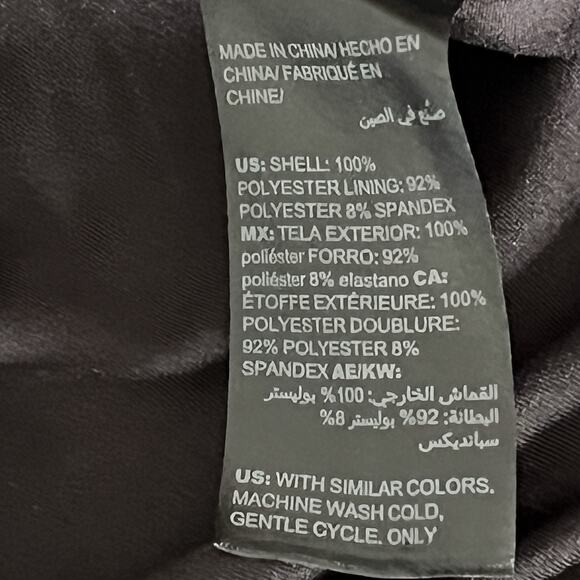 MADE IN CHINA/ HECHO EN
CHINA/ FABRIQUÉ EN
CHINE/
صنع في الصين
US: SHELL: 100%
POLYESTER LINING: 92%
POLYESTER 8% SPANDEX
MX: TELA EXTERIOR: 100%
poliéster FORRO: 92%
poliéster 8% elastano CA:
ÉTOFFE EXTÉRIEURE: 100%
POLYESTER DOUBLURE:
92% POLYESTER 8%
SPANDEX AE/KW:
القماش الخارجي: 100% بوليستر
البطانة: 92% بوليستر 8%
سبانديكس
US: WITH SIMILAR COLORS.
MACHINE WASH COLD,
GENTLE CYCLE. ONLY